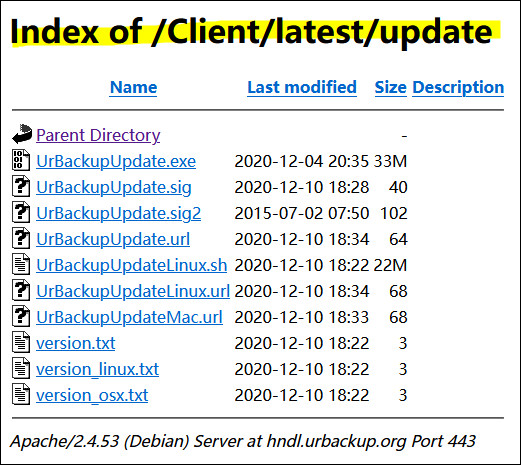 Index of /Client/latest/update
Name Last modified Size Description
Parent Directory -
UrBackupUpdate.exe 2020-12-04 20:35 33M
UrBackupUpdate.sig 2020-12-10 18:28 40
UrBackupUpdate.sig2 2015-07-02 07:50 102
UrBackupUpdate.url 2020-12-10 18:34 64
UrBackupUpdateLinux.sh 2020-12-10 18:22 22M
UrBackupUpdateLinux.url 2020-12-10 18:34 68
UrBackupUpdateMac.url 2020-12-10 18:33 68
version.txt 2020-12-10 18:22 3
version_linux.txt 2020-12-10 18:22 3
version_osx.txt 2020-12-10 18:22 3
Apache/2.4.53 (Debian) Server at hndl.urbackup.org Port 443